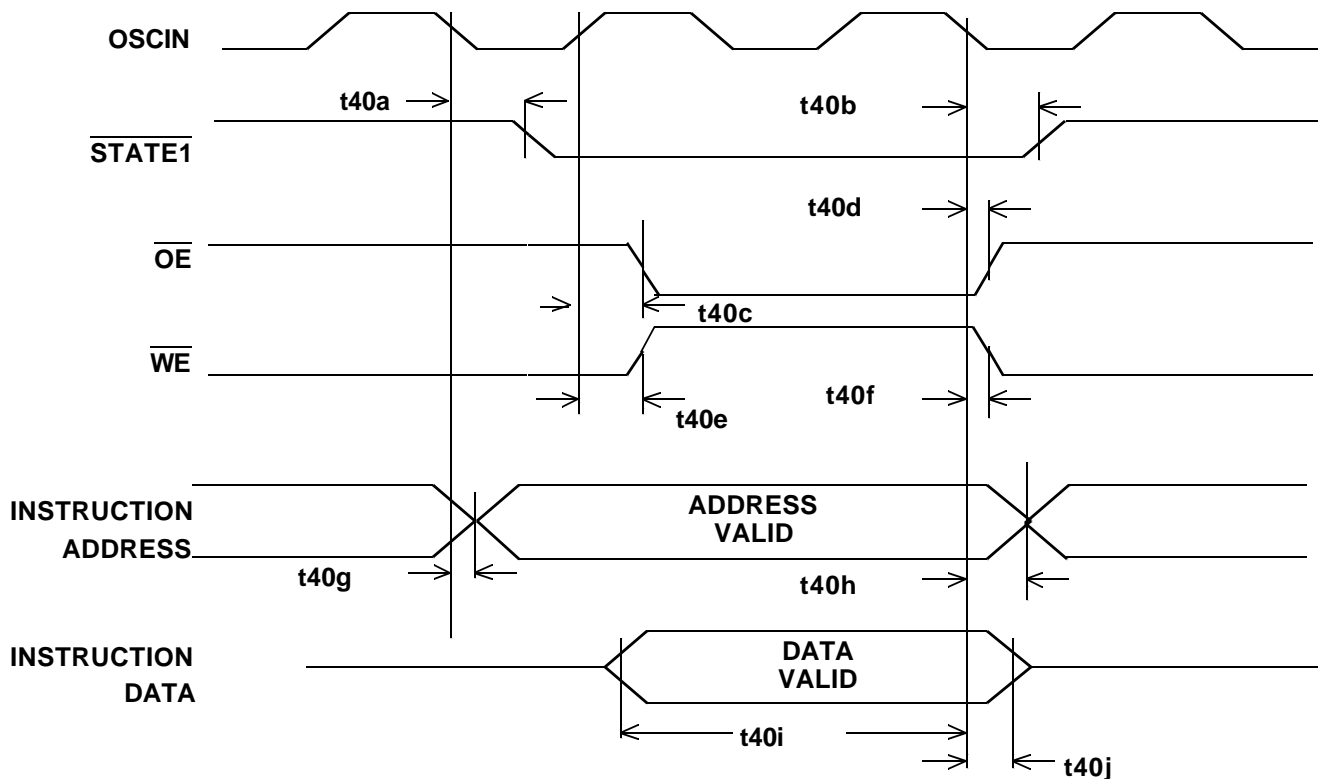 OSCIN
t40a
t40b
STATE1
t40d
OE
t40c
WE
t40f
t40e
INSTRUCTION
ADDRESS
ADDRESS
VALID
t40g
t40h
INSTRUCTION
DATA
DATA
VALID
t40i
t40j